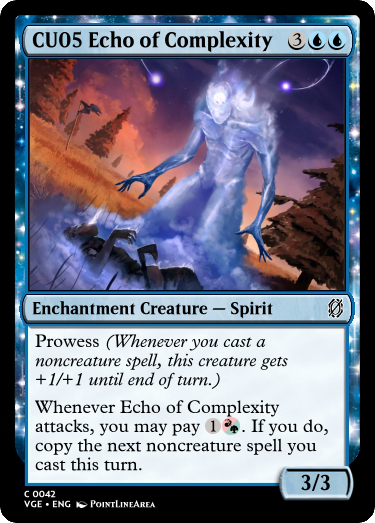 CU05 Echo of Complexity 3
Enchantment Creature — Spirit
Prowess (Whenever you cast a
noncreature spell, this creature gets
+1/+1 until end of turn.)
Whenever Echo of Complexity
attacks, you may pay 1. If you do,
copy the next noncreature spell you
cast this turn.
3/3
C 0042
VGE • ENG PointLineArea